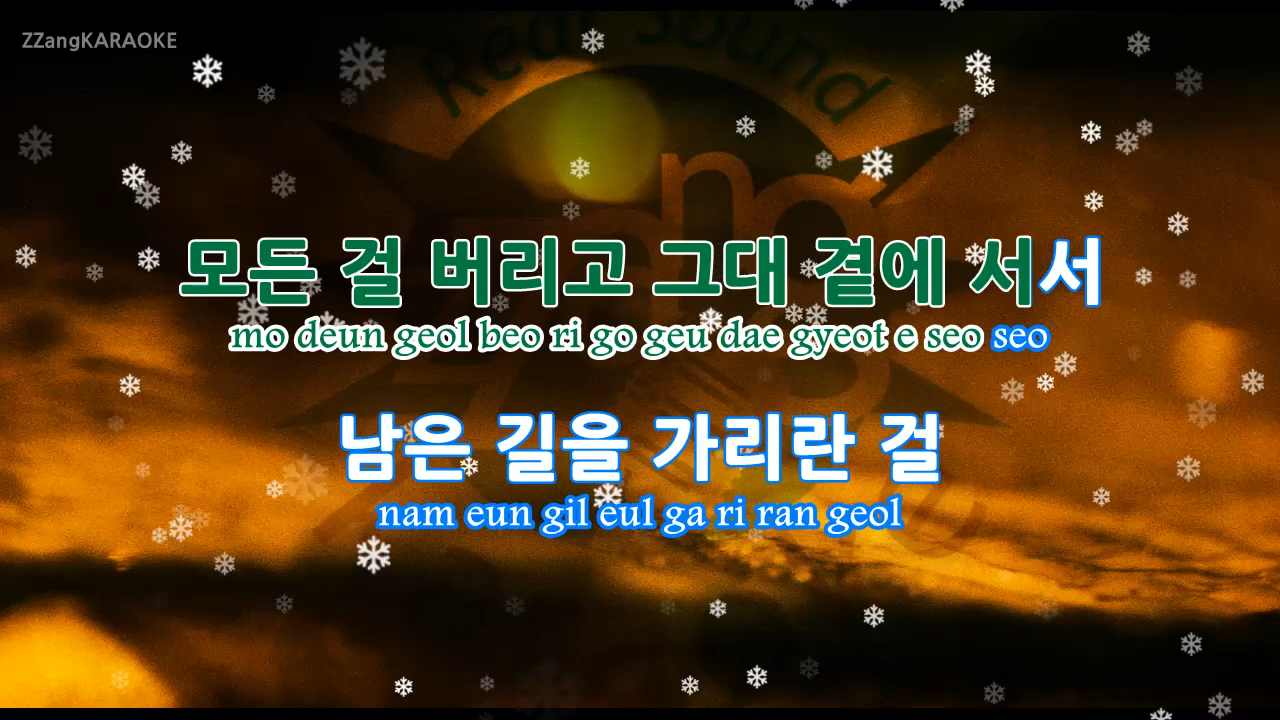 ZZangKARAOKE
Real Sound
모든 걸 버리고 그대 곁에 서서
mo deun geol beo ri go geu dae gyeot e seo seo
남은 길을 가리란 걸
nam eun gil eul ga ri ran geol